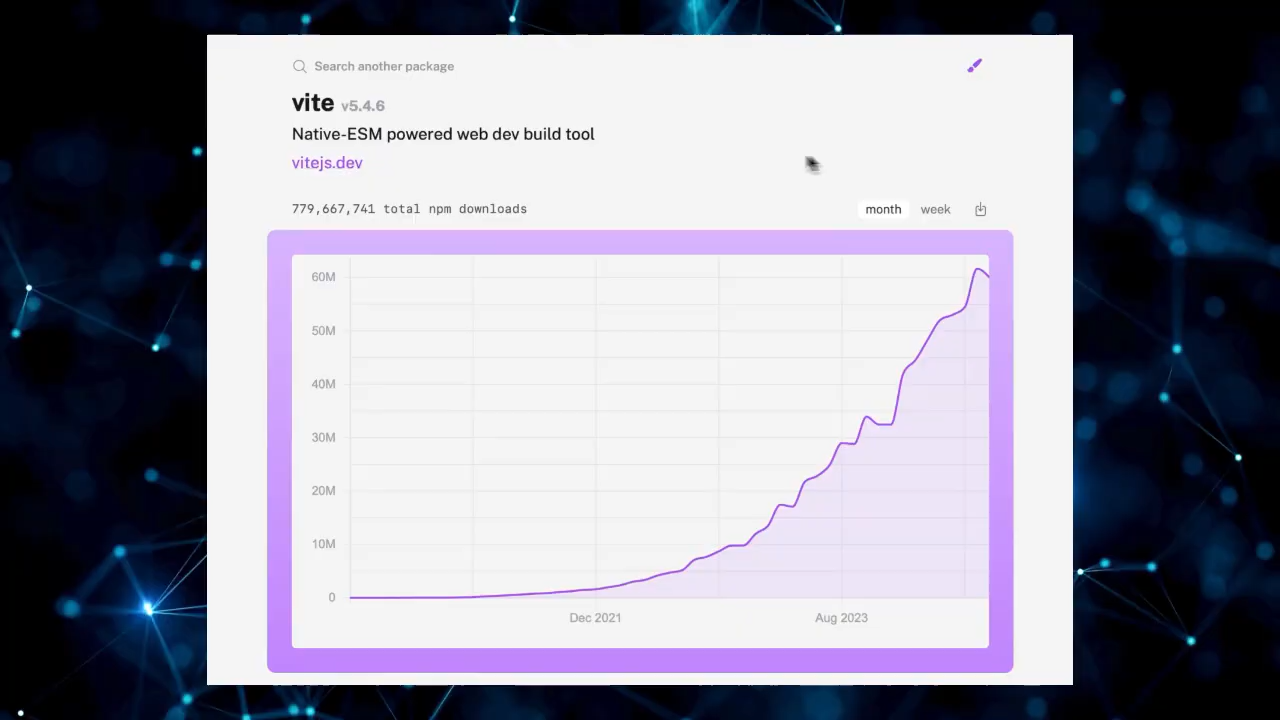 Search another package
vite v5.4.6
Native-ESM powered web dev build tool
vitejs.dev
779,667,741 total npm downloads
month week
60M
50M
40M
30M
20M
10M
0
Dec 2021 Aug 2023